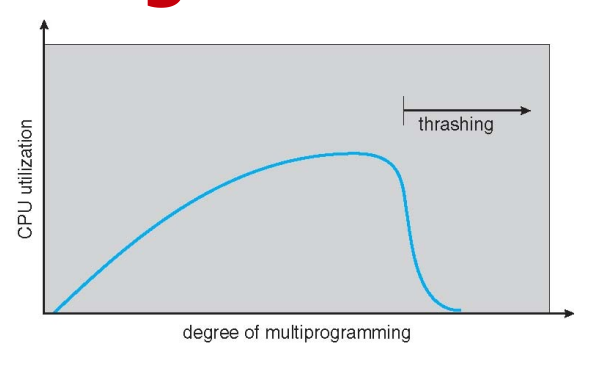 thrashing
CPU utilization
degree of multiprogramming